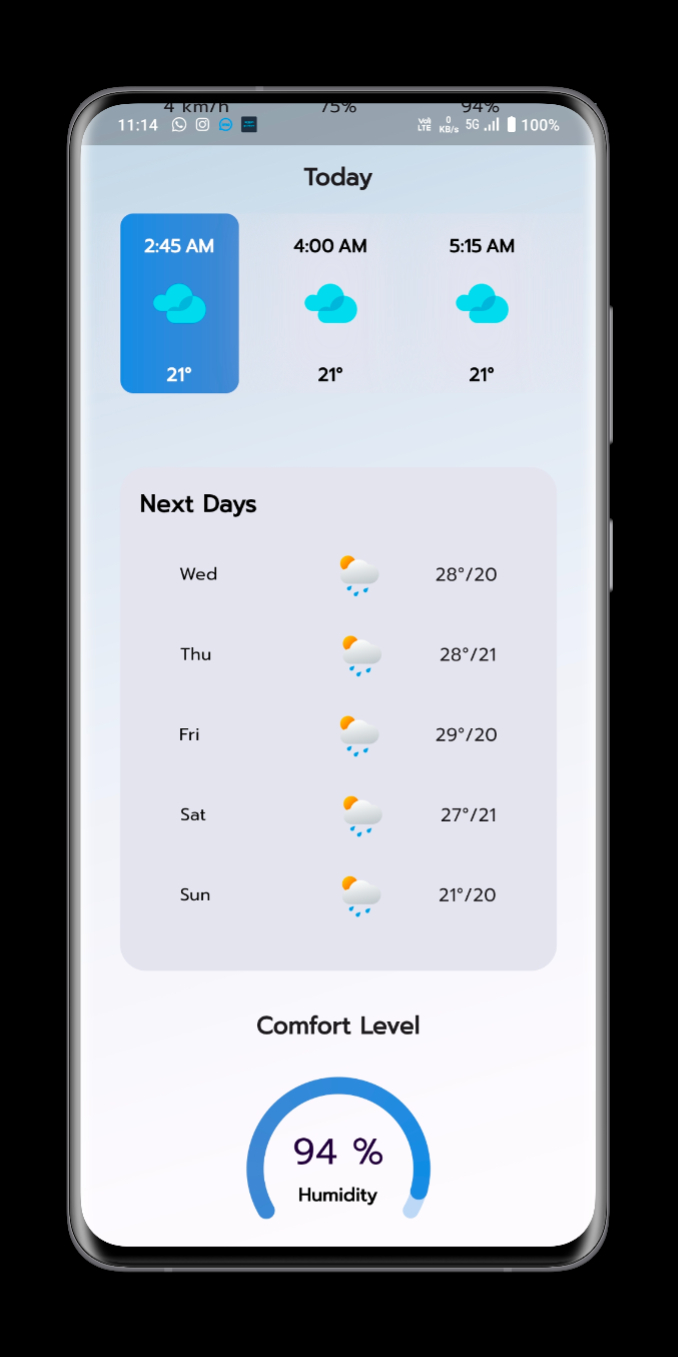 4 km/h 75% 94%
11:14 Vo)) LTE 0 KB/s 5G 100%
Today
2:45 AM 4:00 AM 5:15 AM
21° 21° 21°
Next Days
Wed 28°/20
Thu 28°/21
Fri 29°/20
Sat 27°/21
Sun 21°/20
Comfort Level
94 %
Humidity